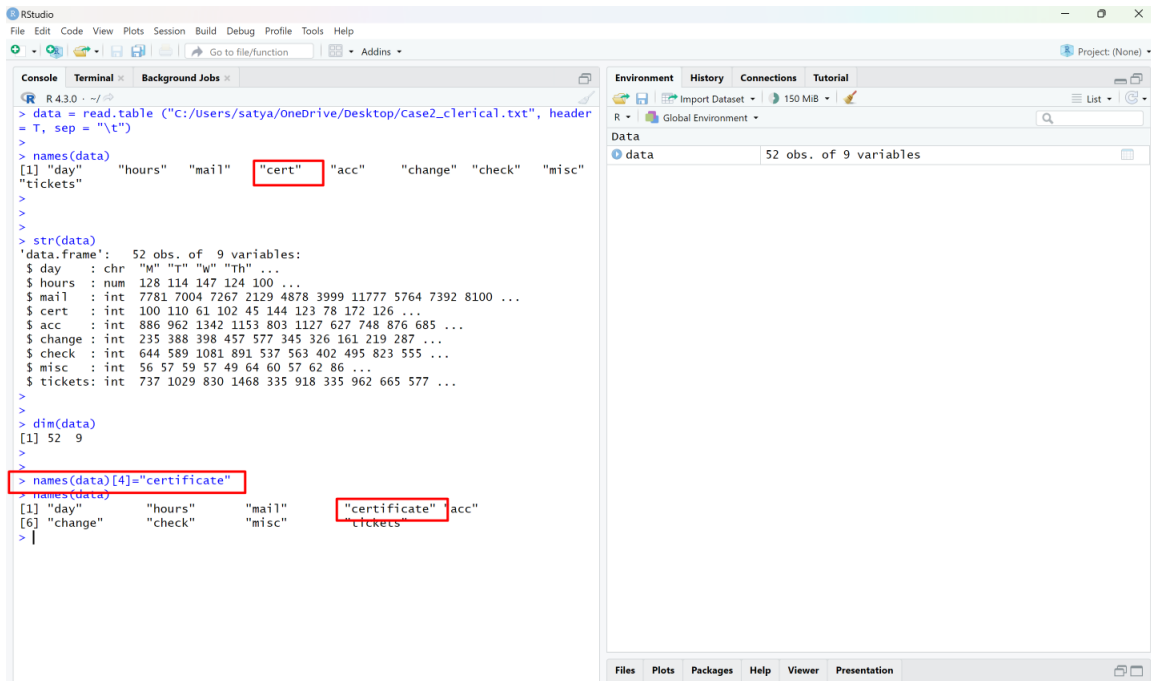 RStudio
File Edit Code View Plots Session Build Debug Profile Tools Help
Go to file/function Addins Project: (None)
Console Terminal Background Jobs
R 4.3.0 · ~/
> data = read.table ("C:/Users/satya/OneDrive/Desktop/Case2_clerical.txt", header
= T, sep = "\t")
>
> names(data)
[1] "day" "hours" "mail" "cert" "acc" "change" "check" "misc"
"tickets"
>
>
>
> str(data)
'data.frame': 52 obs. of 9 variables:
$ day : chr "M" "T" "W" "Th" ...
$ hours : num 128 114 147 124 100 ...
$ mail : int 7781 7004 7267 2129 4878 3999 11777 5764 7392 8100 ...
$ cert : int 100 110 61 102 45 144 123 78 172 126 ...
$ acc : int 886 962 1342 1153 803 1127 627 748 876 685 ...
$ change : int 235 388 398 457 577 345 326 161 219 287 ...
$ check : int 644 589 1081 891 537 563 402 495 823 555 ...
$ misc : int 56 57 59 57 49 64 60 57 62 86 ...
$ tickets: int 737 1029 830 1468 335 918 335 962 665 577 ...
>
>
> dim(data)
[1] 52 9
>
>
> names(data)[4]="certificate"
> names(data)
[1] "day" "hours" "mail" "certificate" "acc"
[6] "change" "check" "misc" "tickets"
>
Environment History Connections Tutorial
Import Dataset 150 MiB List
R Global Environment
Data
data 52 obs. of 9 variables
Files Plots Packages Help Viewer Presentation